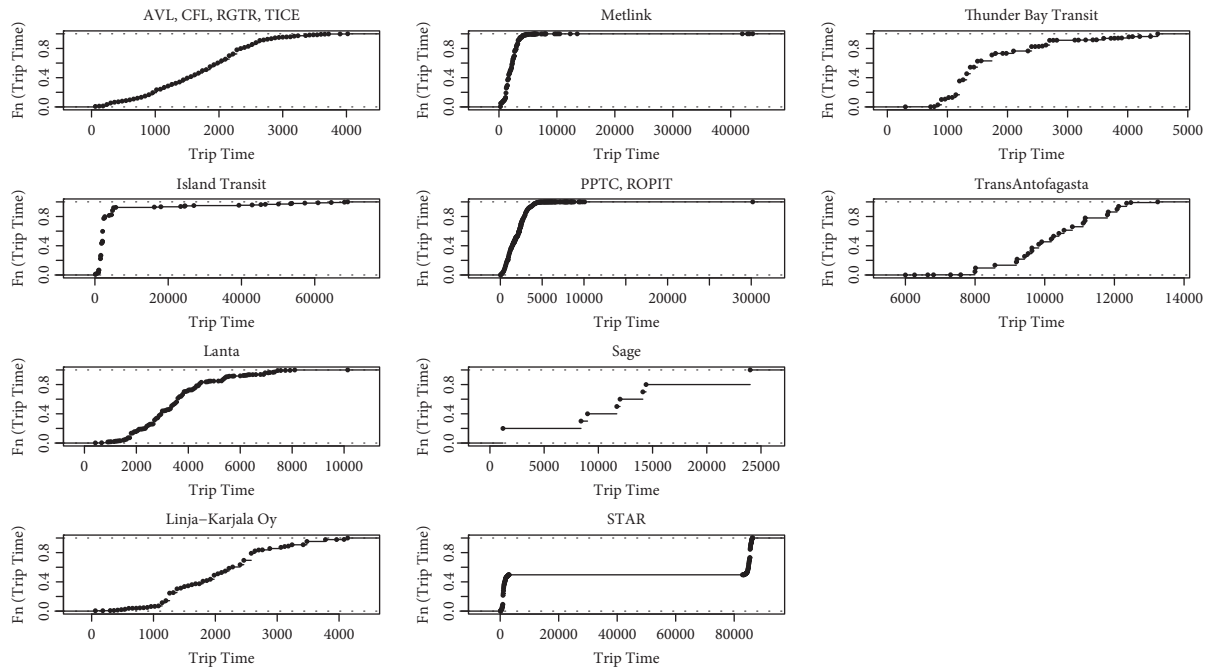 AVL, CFL, RGTR, TICE
Fn (Trip Time)
0.0 0.4 0.8
0 1000 2000 3000 4000
Trip Time
Metlink
Fn (Trip Time)
0.0 0.4 0.8
0 10000 20000 30000 40000
Trip Time
Thunder Bay Transit
Fn (Trip Time)
0.0 0.4 0.8
0 1000 2000 3000 4000 5000
Trip Time
Island Transit
Fn (Trip Time)
0.0 0.4 0.8
0 20000 40000 60000
Trip Time
PPTC, ROPIT
Fn (Trip Time)
0.0 0.4 0.8
0 5000 10000 20000 30000
Trip Time
TransAntofagasta
Fn (Trip Time)
0.0 0.4 0.8
6000 8000 10000 12000 14000
Trip Time
Lanta
Fn (Trip Time)
0.0 0.4 0.8
0 2000 4000 6000 8000 10000
Trip Time
Sage
Fn (Trip Time)
0.0 0.4 0.8
0 5000 10000 15000 20000 25000
Trip Time
Linja−Karjala Oy
Fn (Trip Time)
0.0 0.4 0.8
0 1000 2000 3000 4000
Trip Time
STAR
Fn (Trip Time)
0.0 0.4 0.8
0 20000 40000 60000 80000
Trip Time